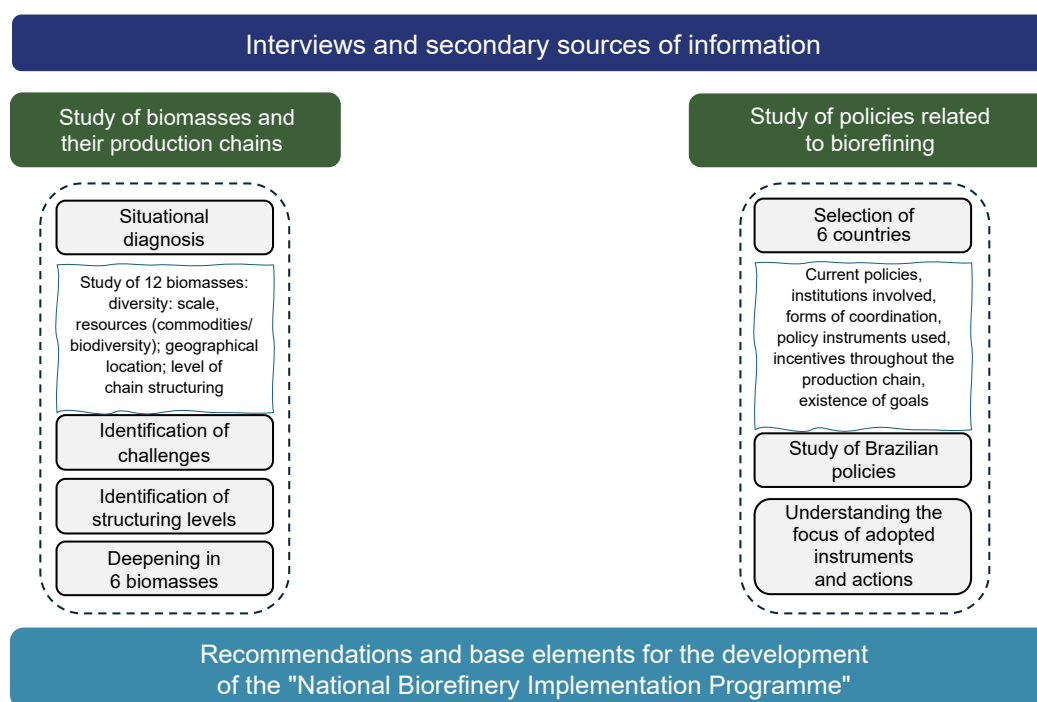 Interviews and secondary sources of information
Study of biomasses and
their production chains
Situational
diagnosis
Study of 12 biomasses:
diversity: scale,
resources (commodities/
biodiversity); geographical
location; level of
chain structuring
Identification of
challenges
Identification of
structuring levels
Deepening in
6 biomasses
Study of policies related
to biorefining
Selection of
6 countries
Current policies,
institutions involved,
forms of coordination,
policy instruments used,
incentives throughout the
production chain,
existence of goals
Study of Brazilian
policies
Understanding the
focus of adopted
instruments
and actions
Recommendations and base elements for the development
of the "National Biorefinery Implementation Programme"